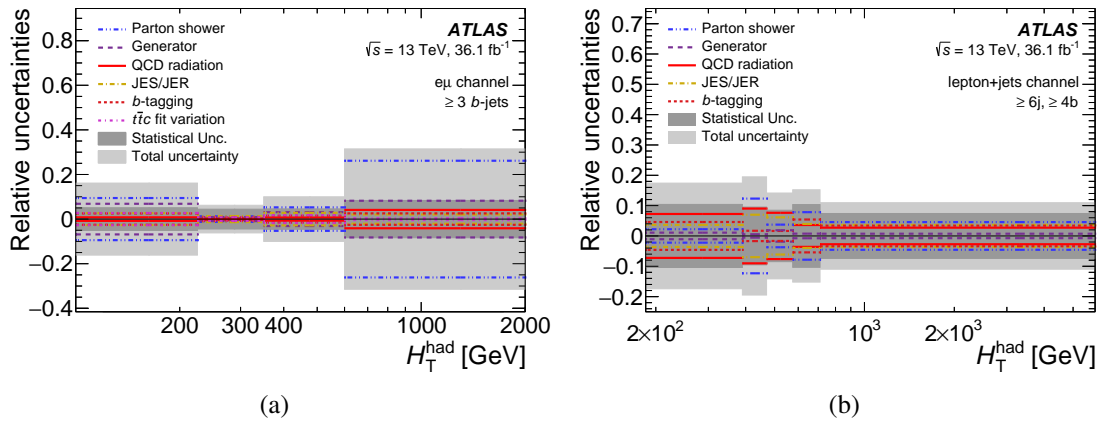 Relative uncertainties
0.8
0.6
0.4
0.2
0
−0.2
−0.4
ATLAS
√s = 13 TeV, 36.1 fb⁻¹
eμ channel
≥ 3 b-jets
Parton shower
Generator
QCD radiation
JES/JER
b-tagging
tt̄c fit variation
Statistical Unc.
Total uncertainty
200 300 400 1000 2000
H_T^had [GeV]
(a)
Relative uncertainties
0.7
0.6
0.5
0.4
0.3
0.2
0.1
0
−0.1
−0.2
ATLAS
√s = 13 TeV, 36.1 fb⁻¹
lepton+jets channel
≥ 6j, ≥ 4b
Parton shower
Generator
QCD radiation
JES/JER
b-tagging
Statistical Unc.
Total uncertainty
2×10² 10³ 2×10³
H_T^had [GeV]
(b)